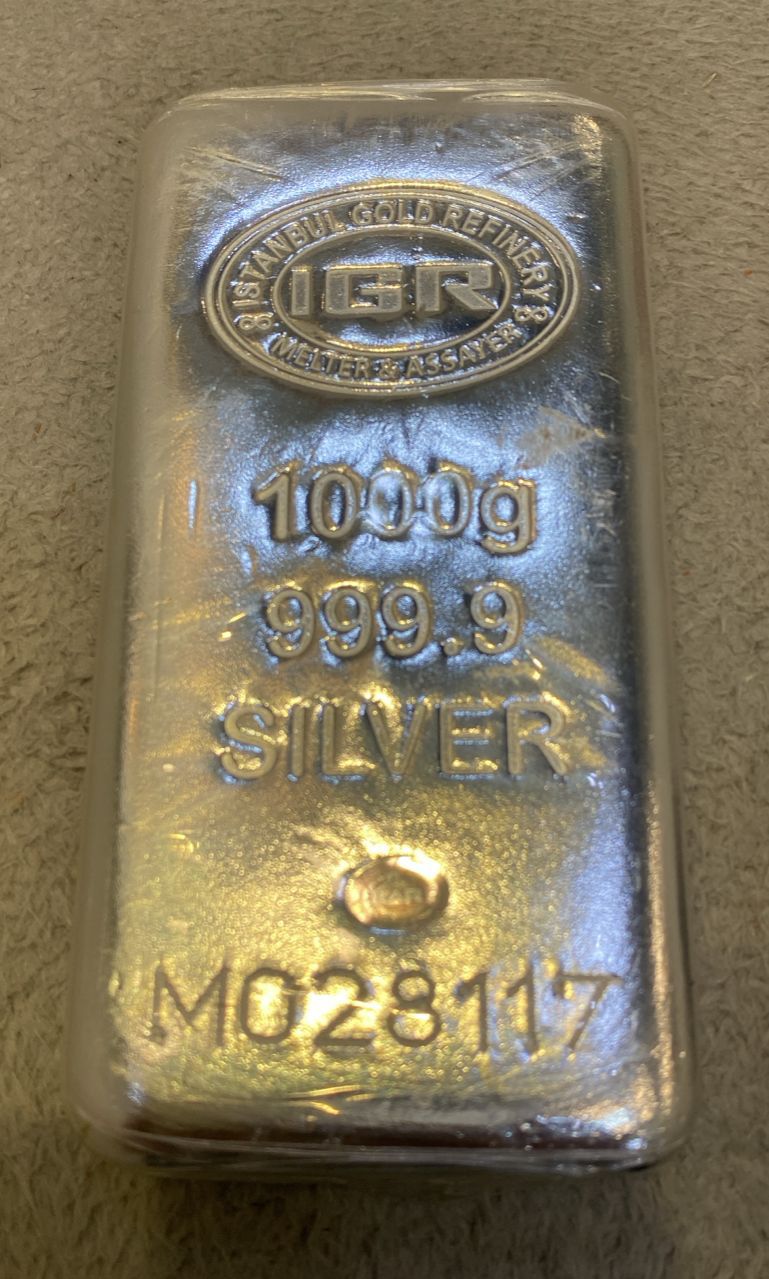 ISTANBUL GOLD REFINERY
IGR
MELTER & ASSAYER
1000g
999.9
SILVER
M028117